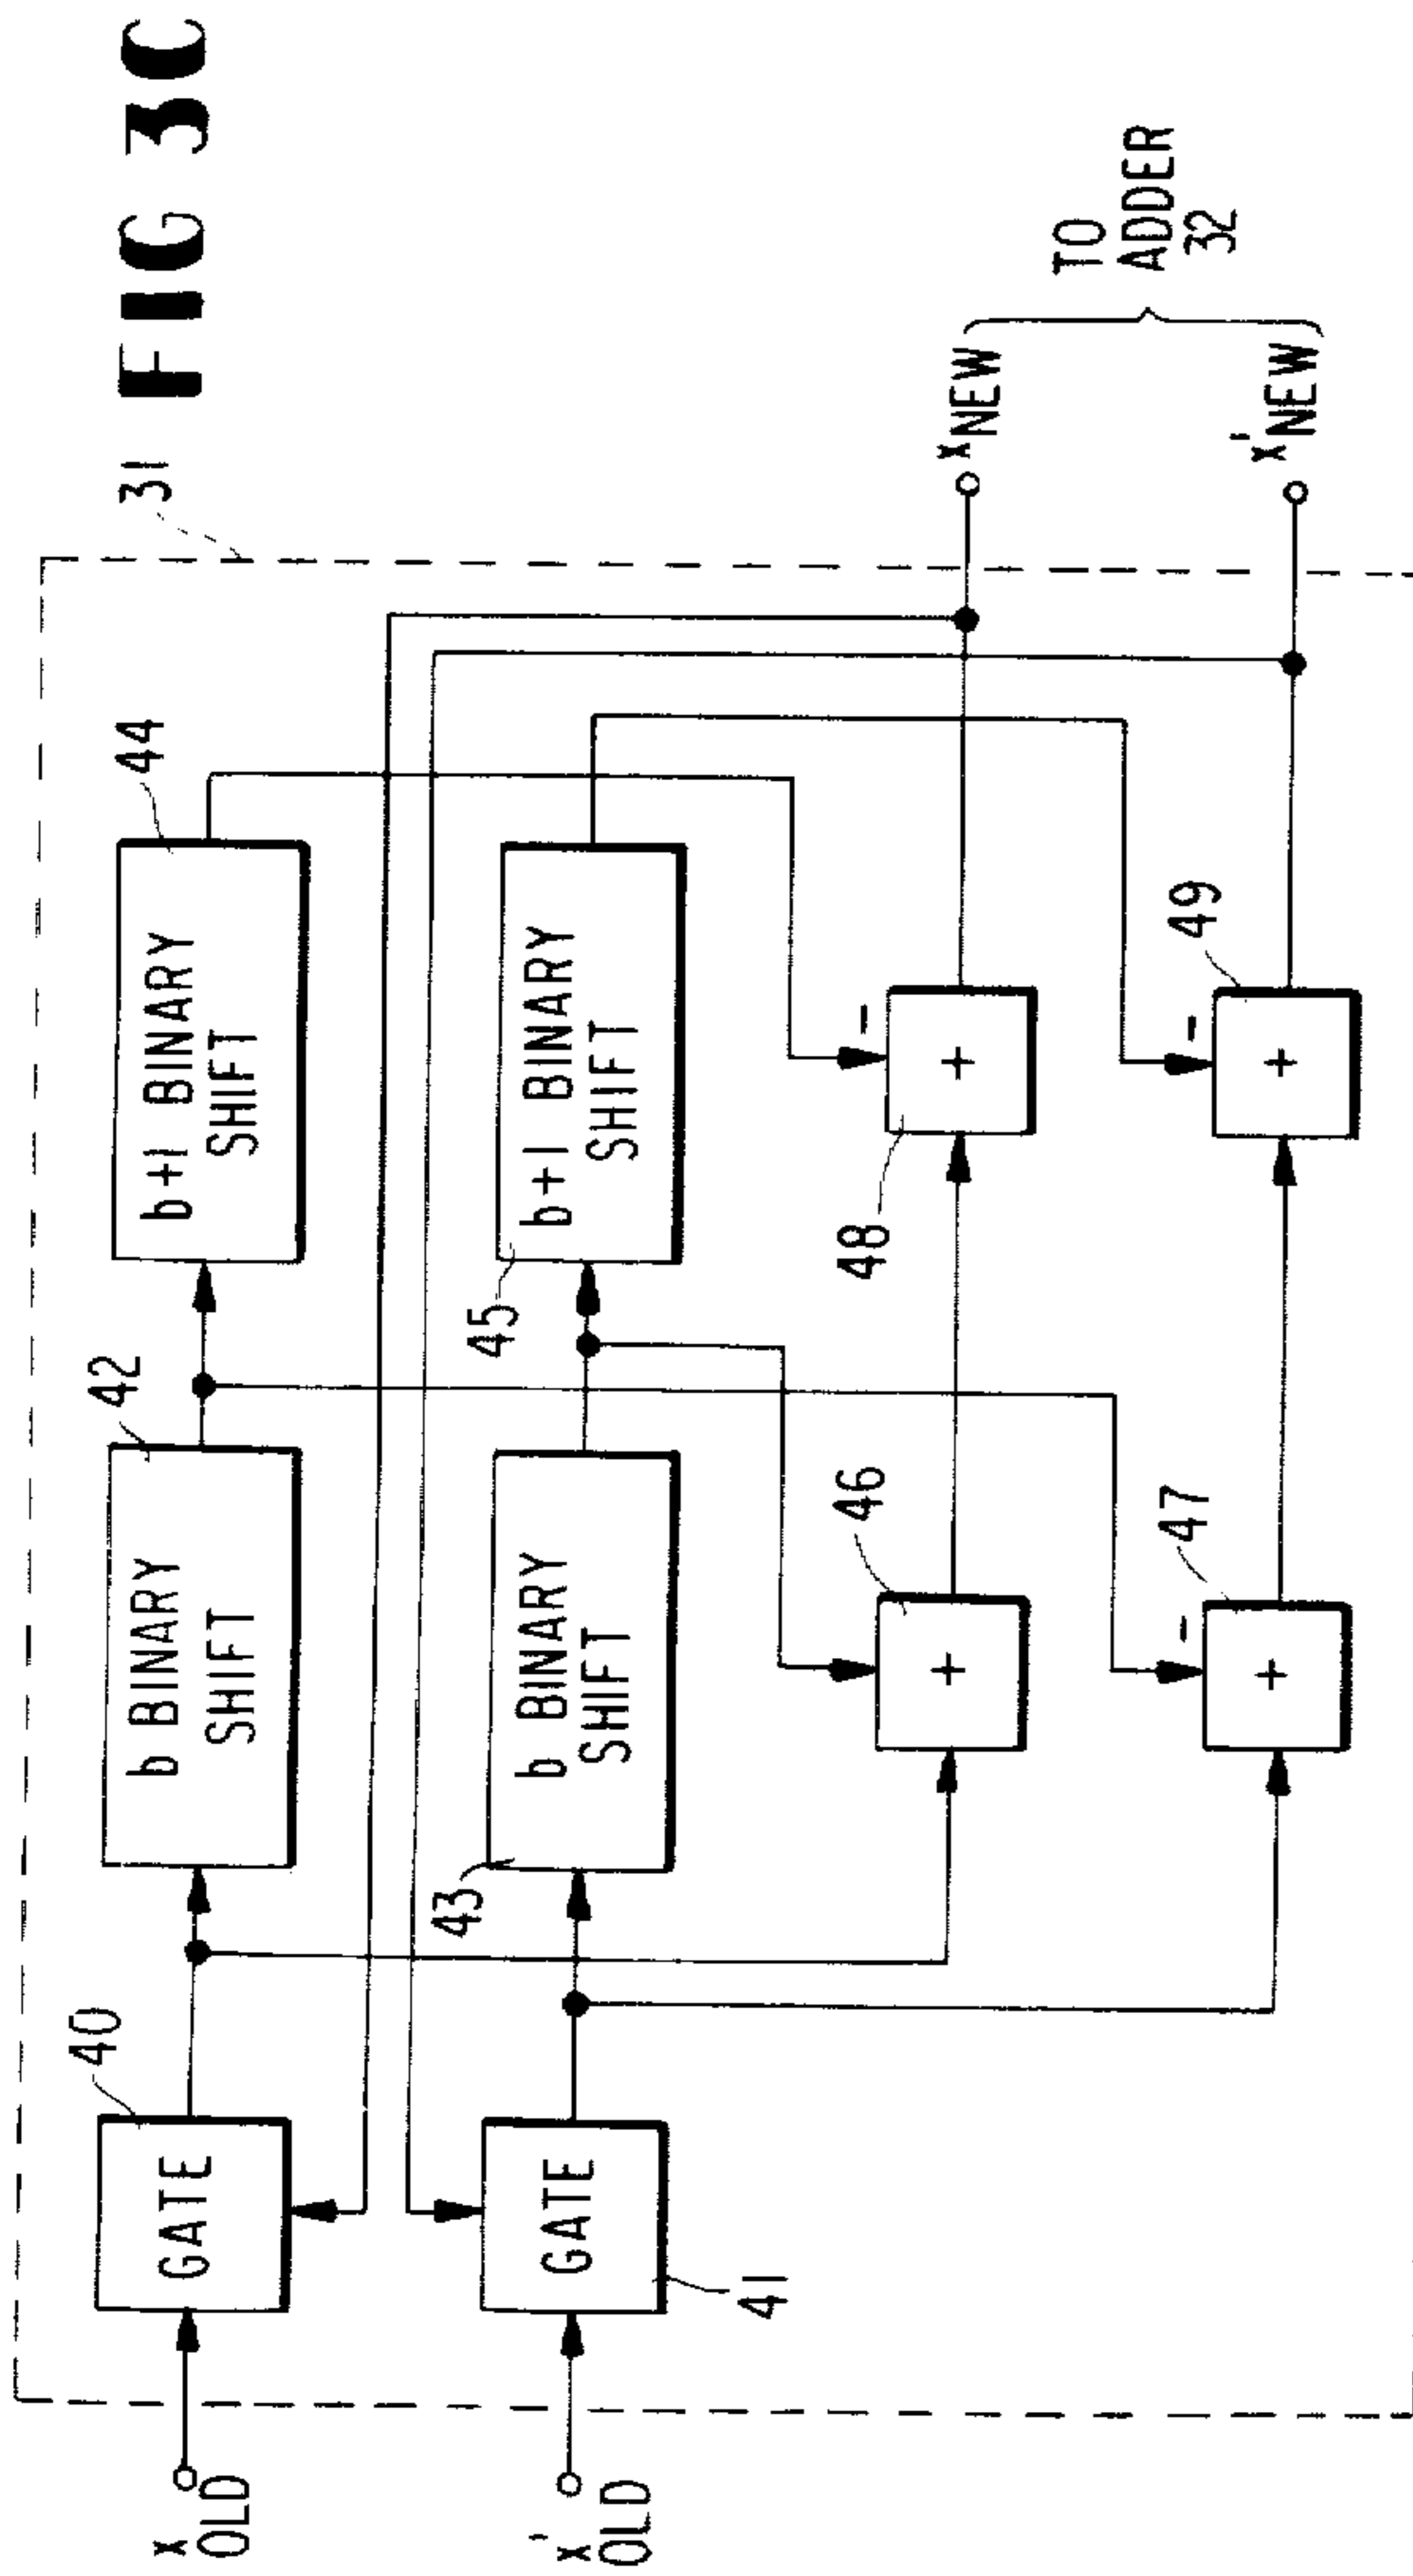 FIG 3C
31
x
OLD
GATE
40
b BINARY
SHIFT
42
b+1 BINARY
SHIFT
44
x'
OLD
GATE
41
b BINARY
SHIFT
43
b+1 BINARY
SHIFT
45
+
46
+
-
48
x NEW
+
-
47
+
-
49
x' NEW
TO
ADDER
32